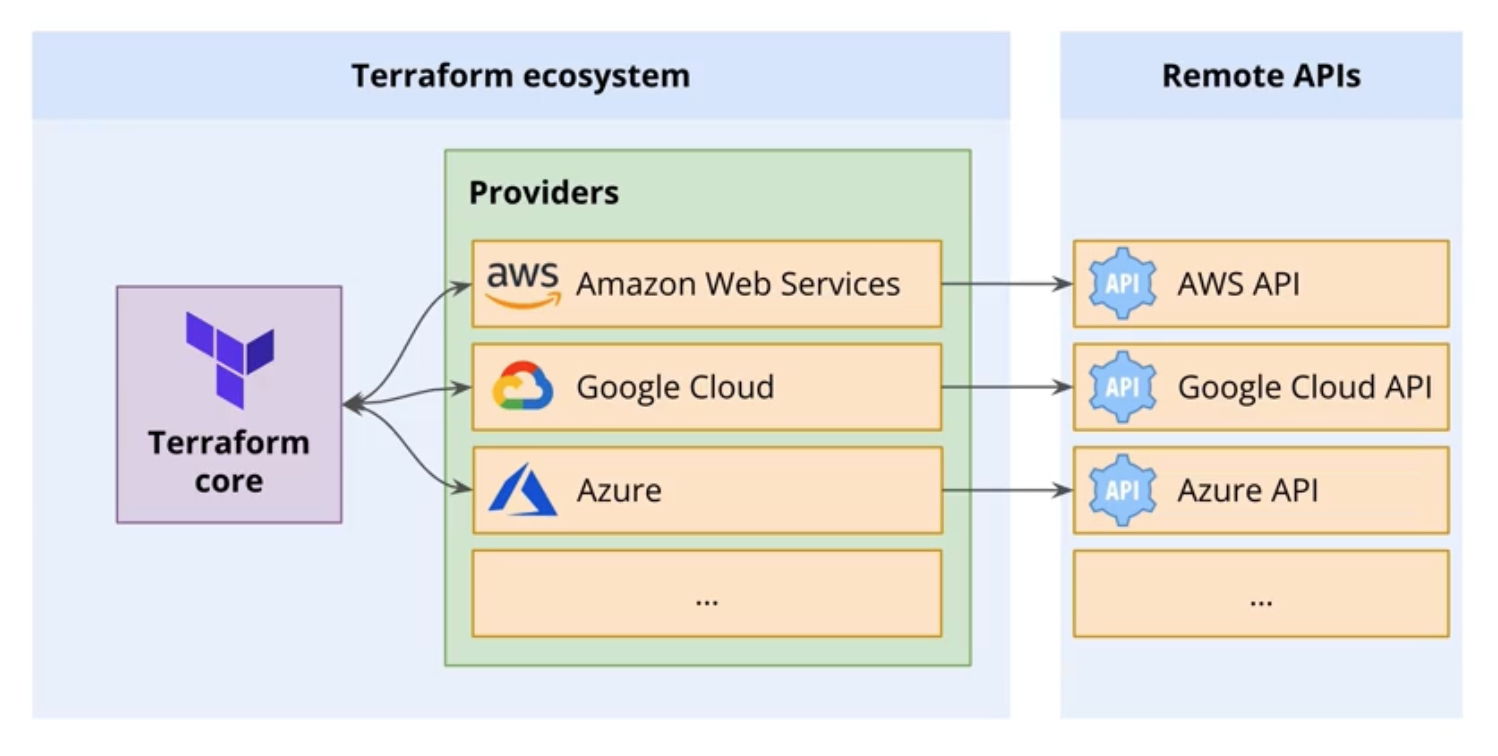 Terraform ecosystem
Remote APIs
Providers
aws Amazon Web Services
Google Cloud
Azure
...
Terraform
core
API AWS API
API Google Cloud API
API Azure API
...